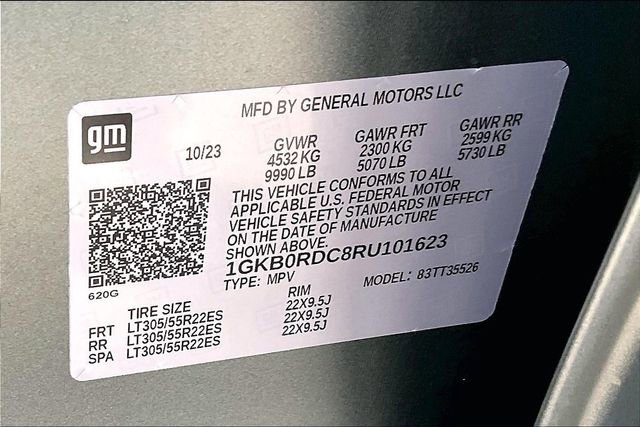 MFD BY GENERAL MOTORS LLC
gm
10/23
GVWR
4532 KG
9990 LB
GAWR FRT
2300 KG
5070 LB
GAWR RR
2599 KG
5730 LB
THIS VEHICLE CONFORMS TO ALL
APPLICABLE U.S. FEDERAL MOTOR
VEHICLE SAFETY STANDARDS IN EFFECT
ON THE DATE OF MANUFACTURE
SHOWN ABOVE.
1GKB0RDC8RU101623
TYPE: MPV
MODEL: 83TT35526
620G
TIRE SIZE RIM
FRT LT305/55R22ES 22X9.5J
RR LT305/55R22ES 22X9.5J
SPA LT305/55R22ES 22X9.5J